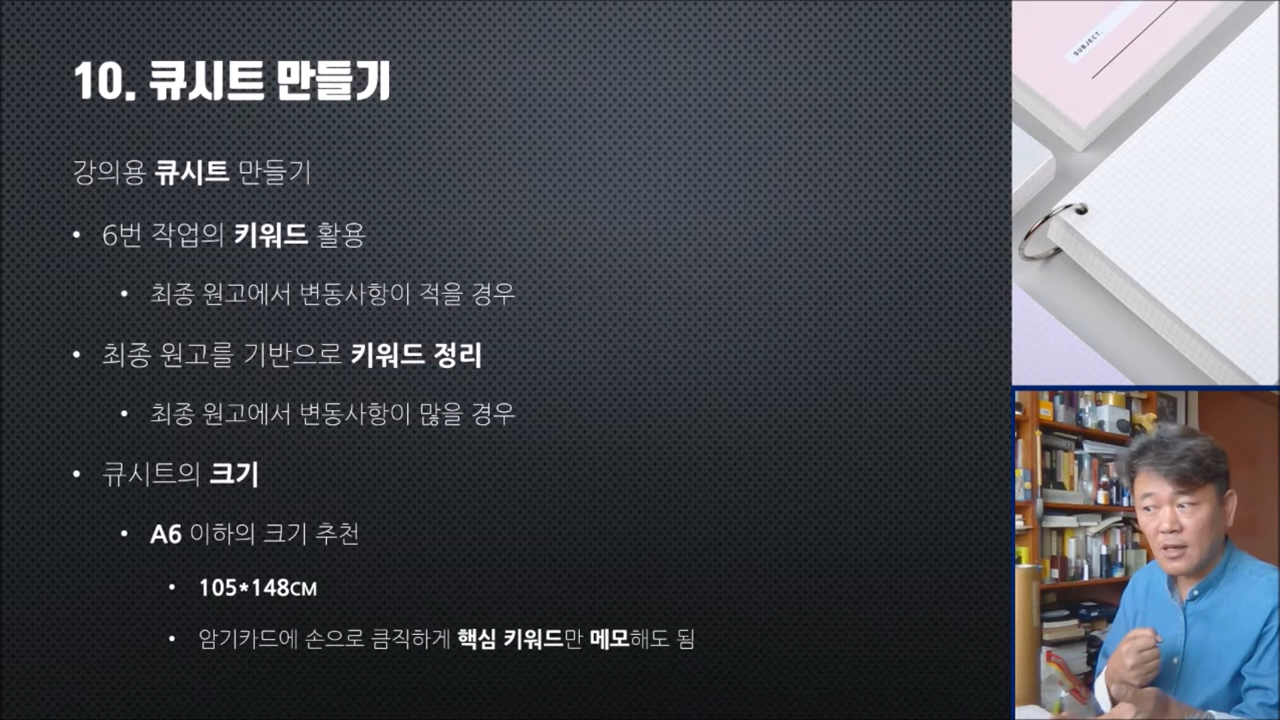 10. 큐시트 만들기
강의용 큐시트 만들기
• 6번 작업의 키워드 활용
• 최종 원고에서 변동사항이 적을 경우
• 최종 원고를 기반으로 키워드 정리
• 최종 원고에서 변동사항이 많을 경우
• 큐시트의 크기
• A6 이하의 크기 추천
• 105*148CM
• 암기카드에 손으로 큼직하게 핵심 키워드만 메모해도 됨
SUBJECT.